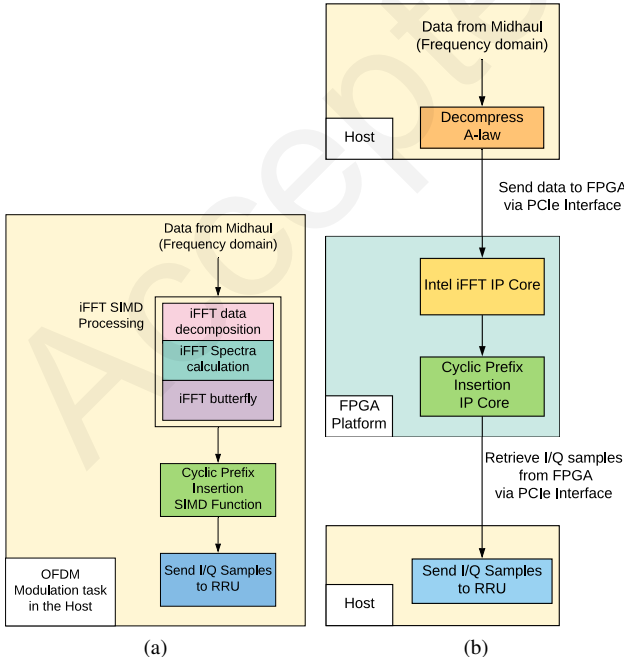 Data from Midhaul
(Frequency domain)
iFFT SIMD
Processing
iFFT data
decomposition
iFFT Spectra
calculation
iFFT butterfly
Cyclic Prefix
Insertion
SIMD Function
Send I/Q Samples
to RRU
OFDM
Modulation task
in the Host
(a)
Data from Midhaul
(Frequency domain)
Decompress
A-law
Host
Send data to FPGA
via PCIe Interface
Intel iFFT IP Core
Cyclic Prefix
Insertion
IP Core
FPGA
Platform
Retrieve I/Q samples
from FPGA
via PCIe Interface
Send I/Q Samples
to RRU
Host
(b)
Accepte